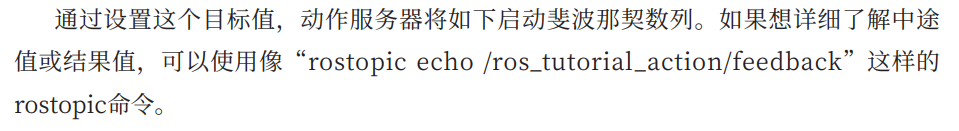 通过设置这个目标值，动作服务器将如下启动斐波那契数列。如果想详细了解中途
值或结果值，可以使用像“rostopic echo /ros_tutorial_action/feedback”这样的
rostopic命令。